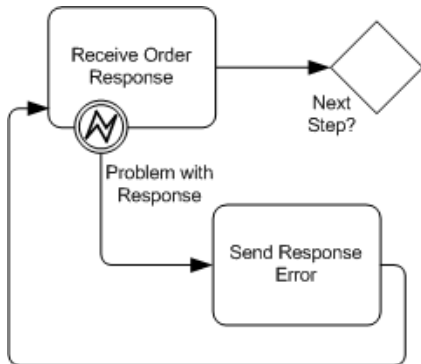 Receive Order
Response
Next
Step?
Problem with
Response
Send Response
Error